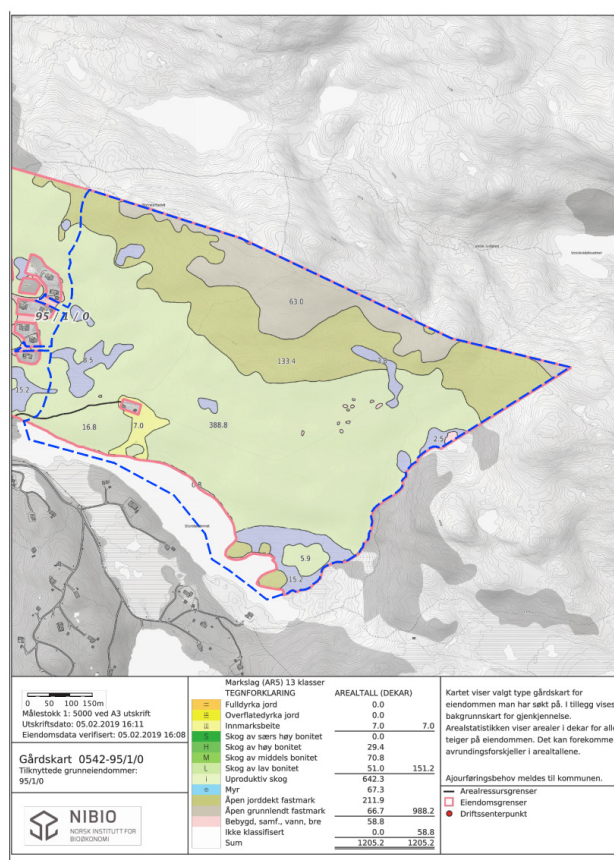 63.0
95 / 1 / 0
133.4
7.8
8.5
15.2
16.8
7.0
388.8
2.5
0.8
5.9
15.2
0 50 100 150m
Målestokk 1: 5000 ved A3 utskrift
Utskriftsdato: 05.02.2019 16:11
Eiendomsdata verifisert: 05.02.2019 16:08
Gårdskart 0542-95/1/0
Tilknyttede grunneiendommer:
95/1/0
NIBIO
NORSK INSTITUTT FOR
BIOØKONOMI
Markslag (AR5) 13 klasser
TEGNFORKLARING AREALTALL (DEKAR)
Fulldyrka jord 0.0
Overflatedyrka jord 0.0
Innmarksbeite 7.0 7.0
S Skog av særs høy bonitet 0.0
H Skog av høy bonitet 29.4
M Skog av middels bonitet 70.8
L Skog av lav bonitet 51.0 151.2
i Uproduktiv skog 642.3
Myr 67.3
Åpen jorddekt fastmark 211.9
Åpen grunnlendt fastmark 66.7 988.2
Bebygd, samf., vann, bre 58.8
Ikke klassifisert 0.0 58.8
Sum 1205.2 1205.2
Kartet viser valgt type gårdskart for
eiendommen man har søkt på. I tillegg vises
bakgrunnskart for gjenkjennelse.
Arealstatistikken viser arealer i dekar for alle
teiger på eiendommen. Det kan forekomme
avrundingsforskjeller i arealtallene.
Ajourføringsbehov meldes til kommunen.
Arealressursgrenser
Eiendomsgrenser
Driftssenterpunkt